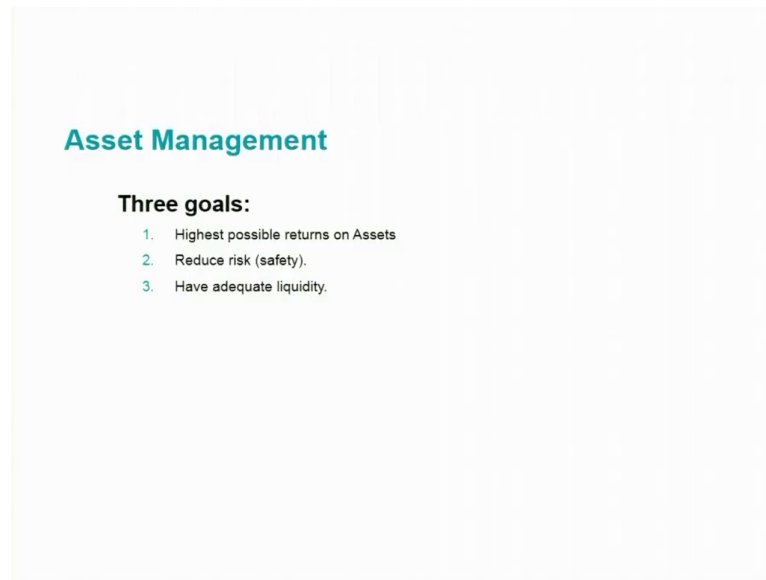 Asset Management
Three goals:
1. Highest possible returns on Assets
2. Reduce risk (safety).
3. Have adequate liquidity.